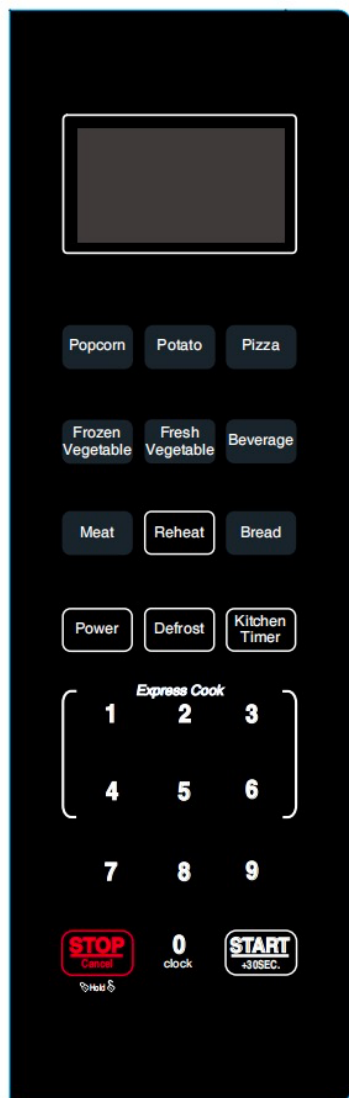 Popcorn Potato Pizza
Frozen Vegetable Fresh Vegetable Beverage
Meat Reheat Bread
Power Defrost Kitchen Timer
Express Cook
1 2 3
4 5 6
7 8 9
STOP 0 START
Cancel clock +30SEC.
Hold